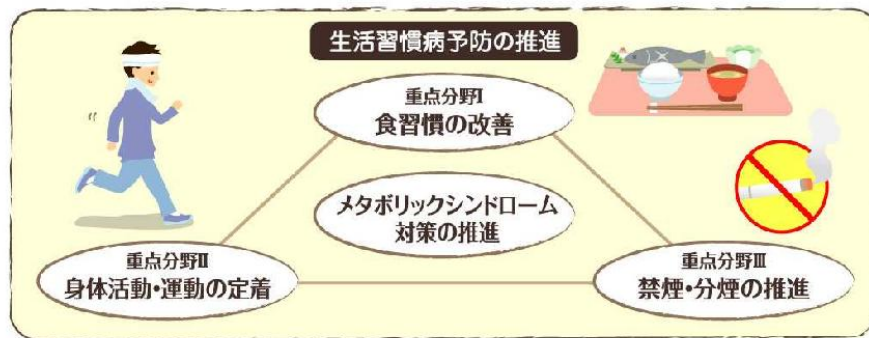 生活習慣病予防の推進
重点分野Ⅰ
食習慣の改善
メタボリックシンドローム
対策の推進
重点分野Ⅱ
身体活動・運動の定着
重点分野Ⅲ
禁煙・分煙の推進